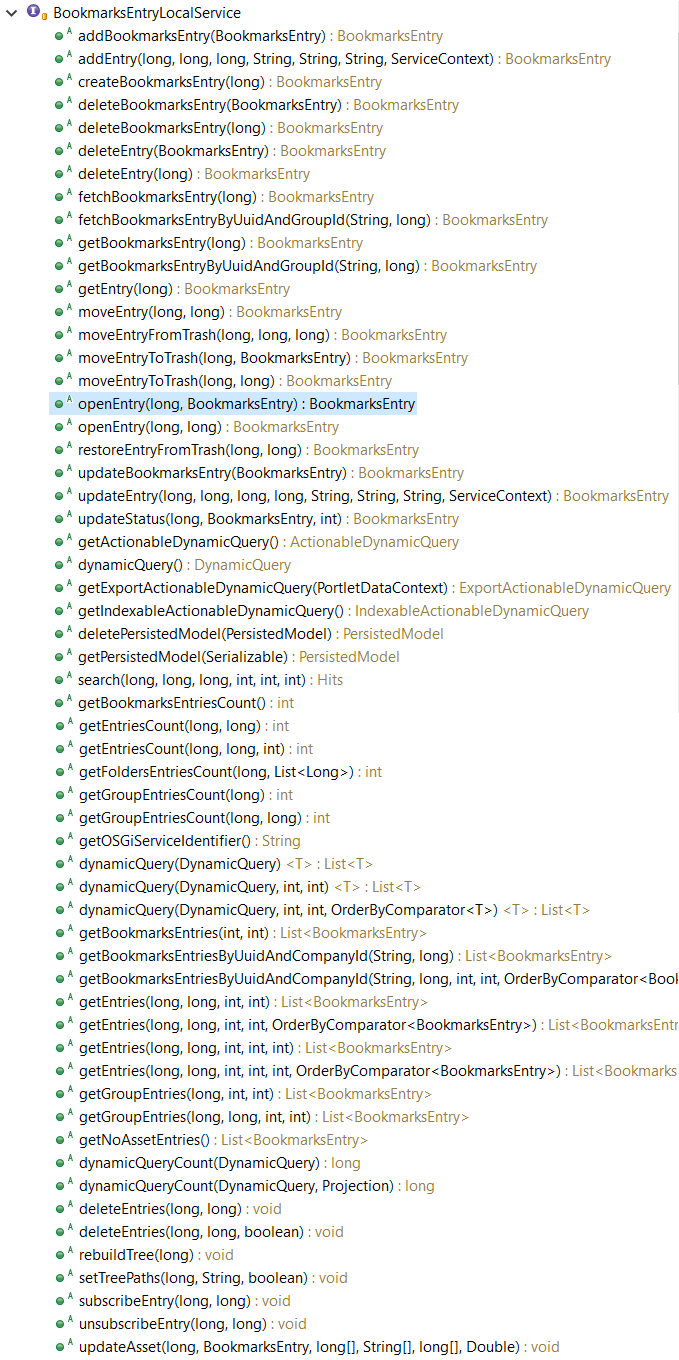 BookmarksEntryLocalService
addBookmarksEntry(BookmarksEntry) : BookmarksEntry
addEntry(long, long, long, String, String, String, ServiceContext) : BookmarksEntry
createBookmarksEntry(long) : BookmarksEntry
deleteBookmarksEntry(BookmarksEntry) : BookmarksEntry
deleteBookmarksEntry(long) : BookmarksEntry
deleteEntry(BookmarksEntry) : BookmarksEntry
deleteEntry(long) : BookmarksEntry
fetchBookmarksEntry(long) : BookmarksEntry
fetchBookmarksEntryByUuidAndGroupId(String, long) : BookmarksEntry
getBookmarksEntry(long) : BookmarksEntry
getBookmarksEntryByUuidAndGroupId(String, long) : BookmarksEntry
getEntry(long) : BookmarksEntry
moveEntry(long, long) : BookmarksEntry
moveEntryFromTrash(long, long, long) : BookmarksEntry
moveEntryToTrash(long, BookmarksEntry) : BookmarksEntry
moveEntryToTrash(long, long) : BookmarksEntry
openEntry(long, BookmarksEntry) : BookmarksEntry
openEntry(long, long) : BookmarksEntry
restoreEntryFromTrash(long, long) : BookmarksEntry
updateBookmarksEntry(BookmarksEntry) : BookmarksEntry
updateEntry(long, long, long, long, String, String, String, ServiceContext) : BookmarksEntry
updateStatus(long, BookmarksEntry, int) : BookmarksEntry
getActionableDynamicQuery() : ActionableDynamicQuery
dynamicQuery() : DynamicQuery
getExportActionableDynamicQuery(PortletDataContext) : ExportActionableDynamicQuery
getIndexableActionableDynamicQuery() : IndexableActionableDynamicQuery
deletePersistedModel(PersistedModel) : PersistedModel
getPersistedModel(Serializable) : PersistedModel
search(long, long, long, int, int, int) : Hits
getBookmarksEntriesCount() : int
getEntriesCount(long, long) : int
getEntriesCount(long, long, int) : int
getFoldersEntriesCount(long, List<Long>) : int
getGroupEntriesCount(long) : int
getGroupEntriesCount(long, long) : int
getOSGiServiceIdentifier() : String
dynamicQuery(DynamicQuery) <T> : List<T>
dynamicQuery(DynamicQuery, int, int) <T> : List<T>
dynamicQuery(DynamicQuery, int, int, OrderByComparator<T>) <T> : List<T>
getBookmarksEntries(int, int) : List<BookmarksEntry>
getBookmarksEntriesByUuidAndCompanyId(String, long) : List<BookmarksEntry>
getBookmarksEntriesByUuidAndCompanyId(String, long, int, int, OrderByComparator<Book
getEntries(long, long, int, int) : List<BookmarksEntry>
getEntries(long, long, int, int, OrderByComparator<BookmarksEntry>) : List<BookmarksEntr
getEntries(long, long, int, int, int) : List<BookmarksEntry>
getEntries(long, long, int, int, int, OrderByComparator<BookmarksEntry>) : List<Bookmarks
getGroupEntries(long, int, int) : List<BookmarksEntry>
getGroupEntries(long, long, int, int) : List<BookmarksEntry>
getNoAssetEntries() : List<BookmarksEntry>
dynamicQueryCount(DynamicQuery) : long
dynamicQueryCount(DynamicQuery, Projection) : long
deleteEntries(long, long) : void
deleteEntries(long, long, boolean) : void
rebuildTree(long) : void
setTreePaths(long, String, boolean) : void
subscribeEntry(long, long) : void
unsubscribeEntry(long, long) : void
updateAsset(long, BookmarksEntry, long[], String[], long[], Double) : void